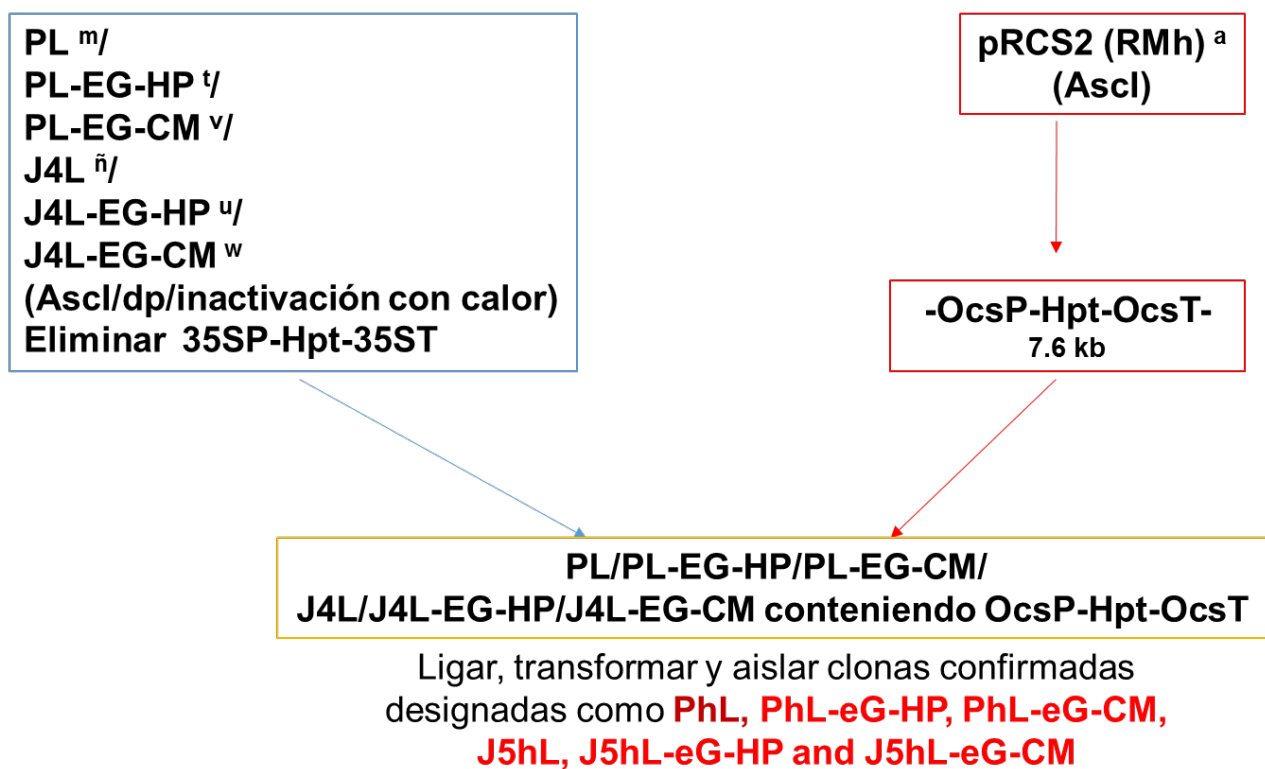 PL ᵐ/
PL-EG-HP ᵗ/
PL-EG-CM ᵛ/
J4L ñ/
J4L-EG-HP ᵘ/
J4L-EG-CM ʷ
(AscI/dp/inactivación con calor)
Eliminar 35SP-Hpt-35ST
pRCS2 (RMh) ᵃ
(AscI)
-OcsP-Hpt-OcsT-
7.6 kb
PL/PL-EG-HP/PL-EG-CM/
J4L/J4L-EG-HP/J4L-EG-CM conteniendo OcsP-Hpt-OcsT
Ligar, transformar y aislar clonas confirmadas
designadas como PhL, PhL-eG-HP, PhL-eG-CM,
J5hL, J5hL-eG-HP and J5hL-eG-CM